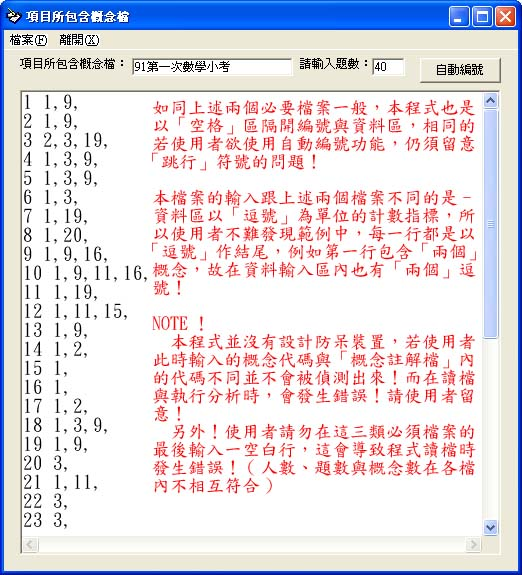 項目所包含概念檔
檔案(F) 離開(X)
項目所包含概念檔： 91第一次數學小考 請輸入題數： 40 自動編號
1 1,9,
2 1,9,
3 2,3,19,
4 1,3,9,
5 1,3,9,
6 1,3,
7 1,19,
8 1,20,
9 1,9,16,
10 1,9,11,16,
11 1,19,
12 1,11,15,
13 1,9,
14 1,2,
15 1,
16 1,
17 1,2,
18 1,3,9,
19 1,9,
20 3,
21 1,11,
22 3,
23 3,
如同上述兩個必要檔案一般，本程式也是
以「空格」區隔開編號與資料區，相同的
若使用者欲使用自動編號功能，仍須留意
「跳行」符號的問題！
本檔案的輸入跟上述兩個檔案不同的是－
資料區以「逗號」為單位的計數指標，所
以使用者不難發現範例中，每一行都是以
「逗號」作結尾，例如第一行包含「兩個」
概念，故在資料輸入區內也有「兩個」逗
號！
NOTE！
本程式並沒有設計防呆裝置，若使用者
此時輸入的概念代碼與「概念註解檔」內
的代碼不同並不會被偵測出來！而在讀檔
與執行分析時，會發生錯誤！請使用者留
意！
另外！使用者請勿在這三類必須檔案的
最後輸入一空白行，這會導致程式讀檔時
發生錯誤！（人數、題數與概念數在各檔
內不相互符合）